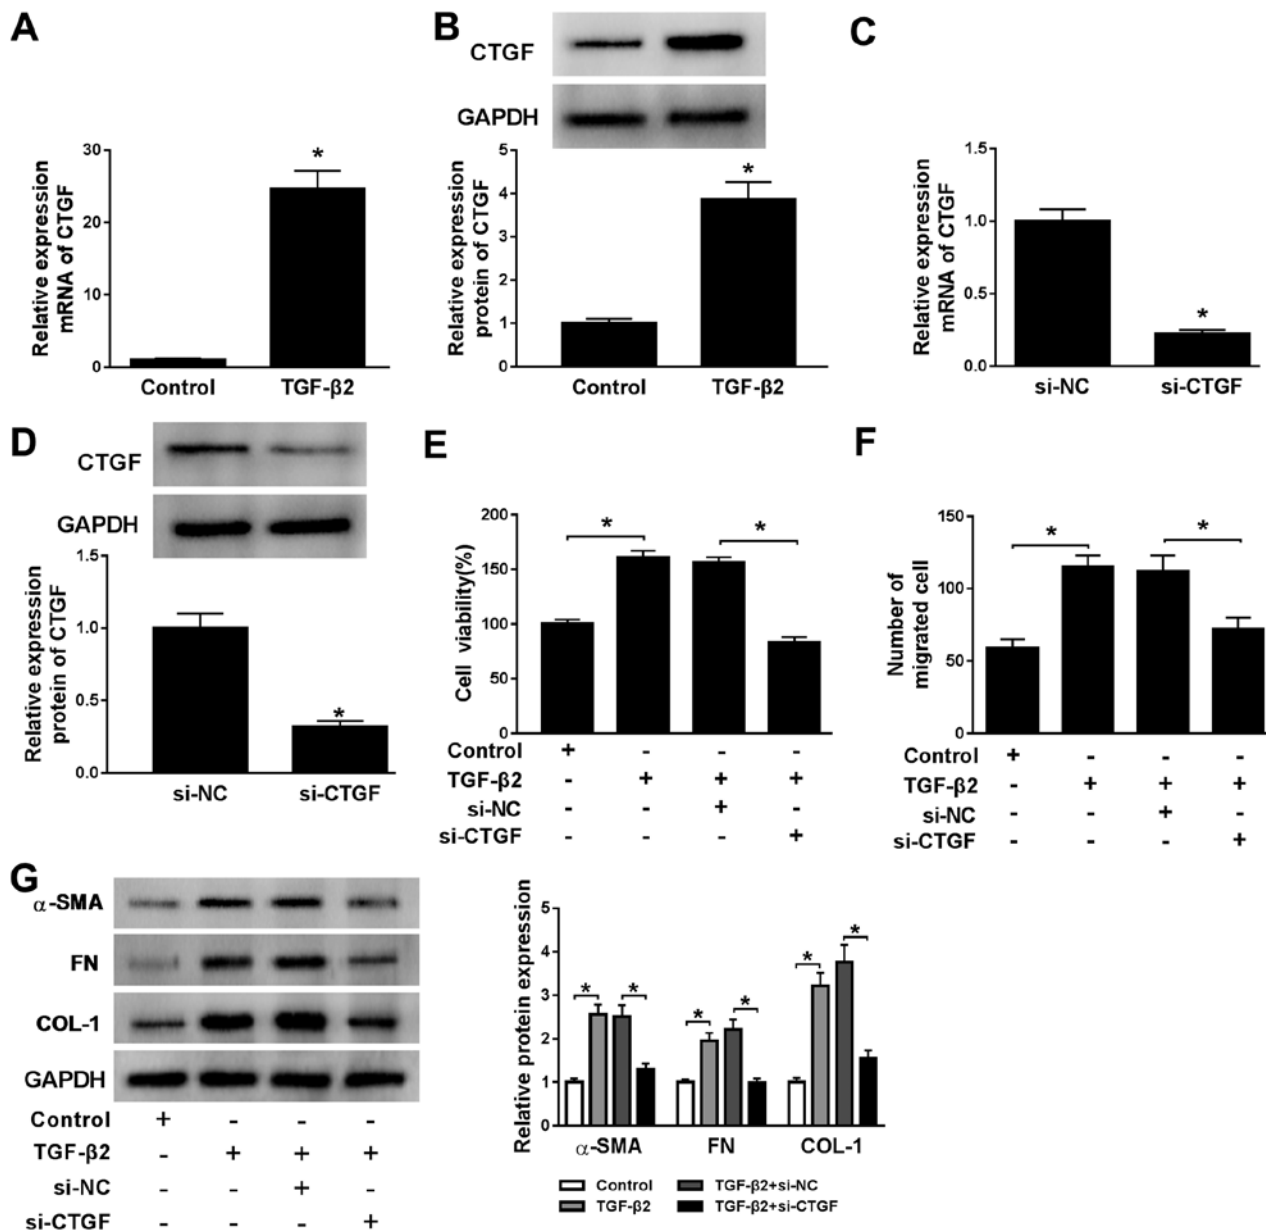 A
Relative expression
mRNA of CTGF
30
20
10
0
*
Control TGF-β2
B
CTGF
GAPDH
Relative expression
protein of CTGF
5
4
3
2
1
0
*
Control TGF-β2
C
Relative expression
mRNA of CTGF
1.5
1.0
0.5
0.0
*
si-NC si-CTGF
D
CTGF
GAPDH
Relative expression
protein of CTGF
1.5
1.0
0.5
0.0
*
si-NC si-CTGF
E
Cell viability(%)
200
150
100
50
0
* *
Control + - - -
TGF-β2 - + + +
si-NC - - + -
si-CTGF - - - +
F
Number of
migrated cell
150
100
50
0
* *
Control + - - -
TGF-β2 - + + +
si-NC - - + -
si-CTGF - - - +
G
α-SMA
FN
COL-1
GAPDH
Control + - - -
TGF-β2 - + + +
si-NC - - + -
si-CTGF - - - +
Relative protein expression
5
4
3
2
1
0
* * * * * *
α-SMA FN COL-1
Control TGF-β2+si-NC
TGF-β2 TGF-β2+si-CTGF